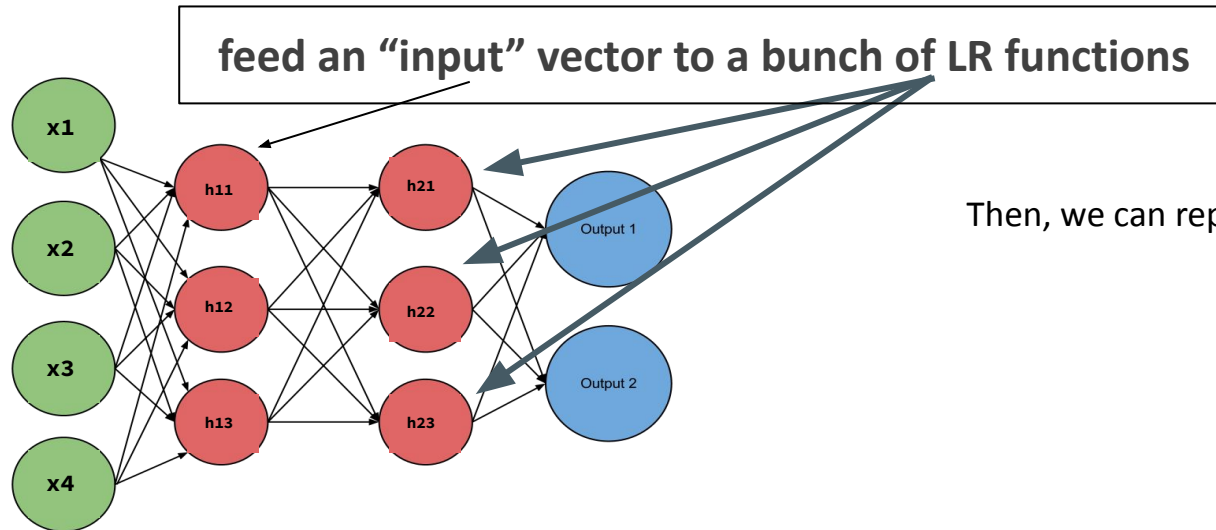 feed an “input” vector to a bunch of LR functions
x1
h11
h21
Output 1
Then, we can rep
x2
h12
h22
x3
Output 2
h13
h23
x4